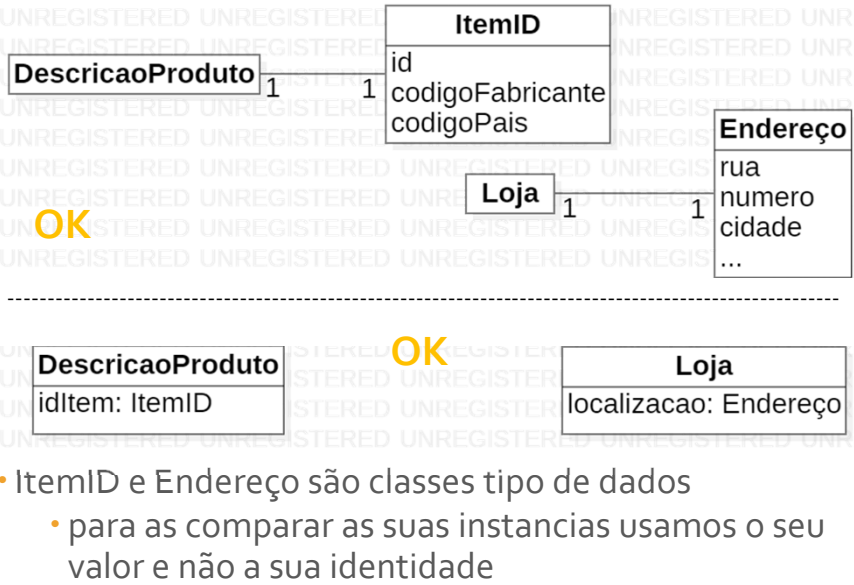 ItemID
DescricaoProduto
1
1
id
codigoFabricante
codigoPais
Endereço
Loja
1
1
rua
numero
cidade
...
OK
OK
DescricaoProduto
idItem: ItemID
Loja
localizacao: Endereço
• ItemID e Endereço são classes tipo de dados
• para as comparar as suas instancias usamos o seu
valor e não a sua identidade